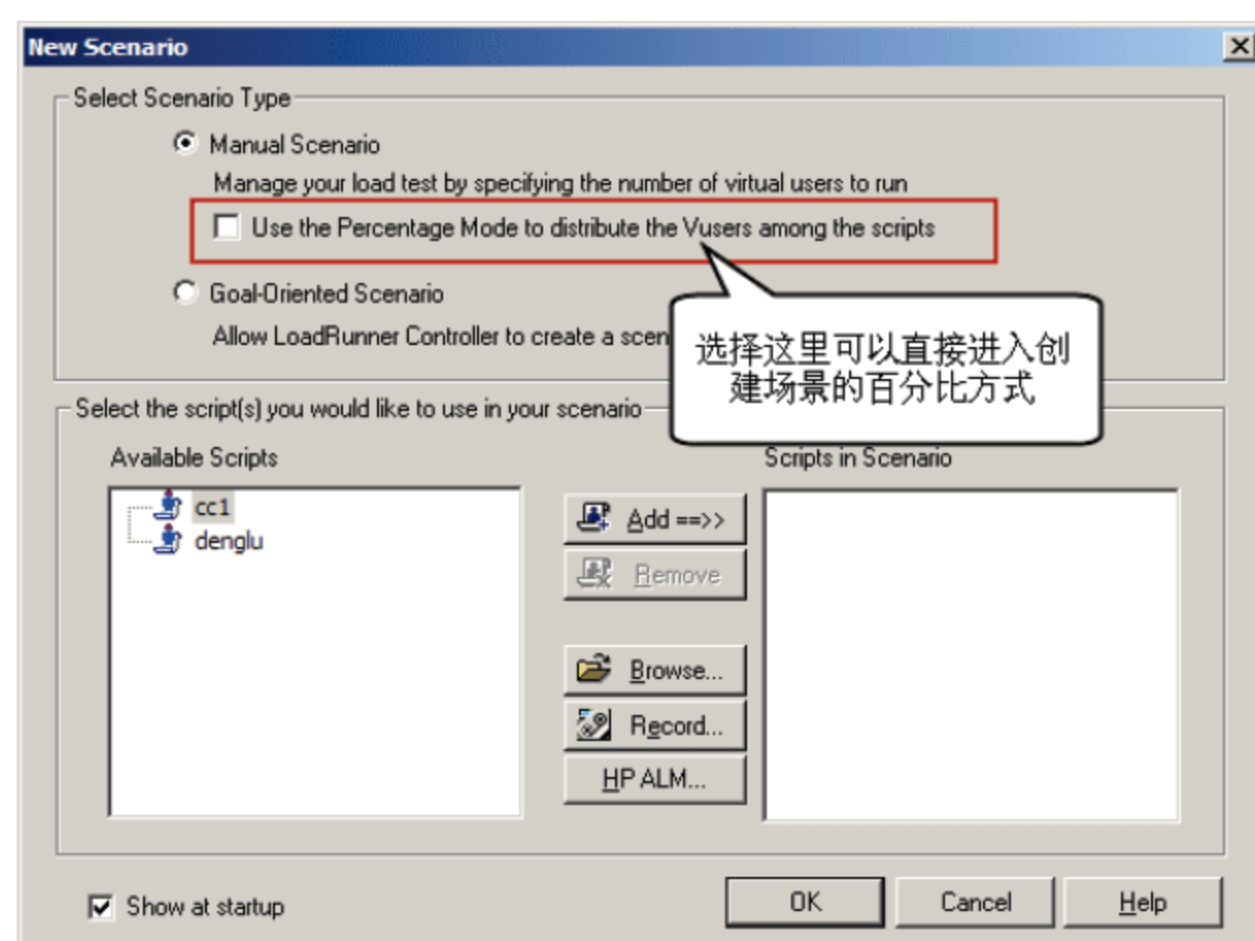 New Scenario
Select Scenario Type
Manual Scenario
Manage your load test by specifying the number of virtual users to run
Use the Percentage Mode to distribute the Vusers among the scripts
Goal-Oriented Scenario
Allow LoadRunner Controller to create a scen
选择这里可以直接进入创
建场景的百分比方式
Select the script(s) you would like to use in your scenario
Available Scripts
Scripts in Scenario
cc1
denglu
Add ==>>
Remove
Browse...
Record...
HP ALM...
Show at startup
OK
Cancel
Help